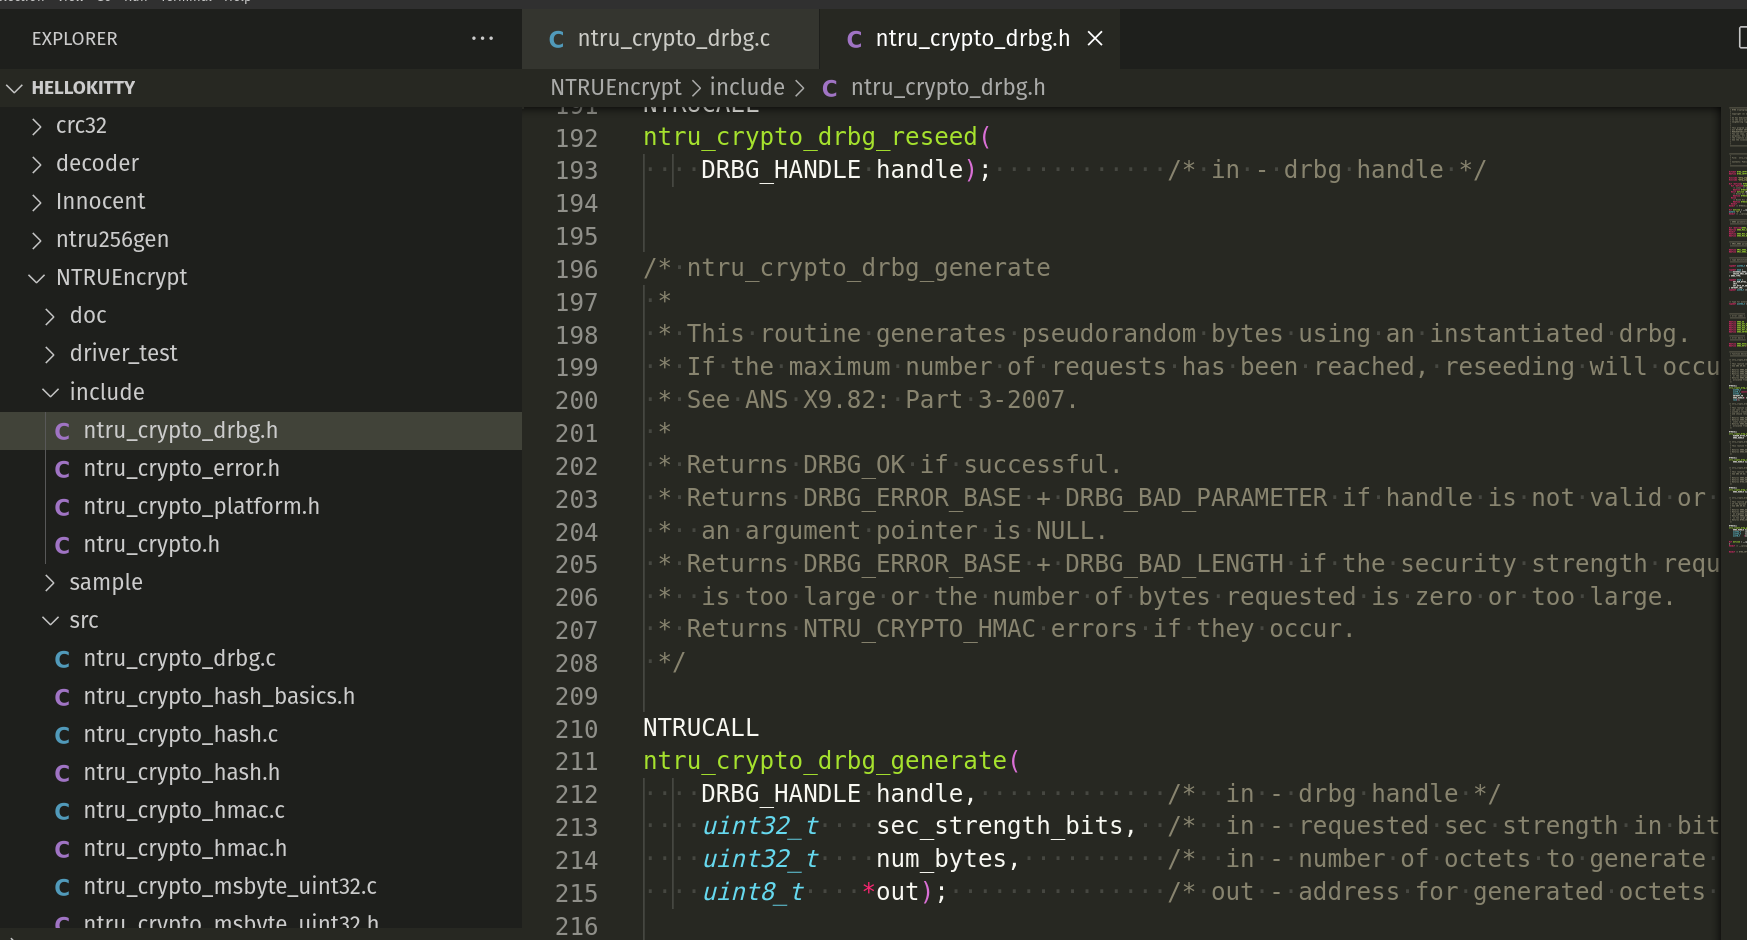 EXPLORER
HELLOKITTY
crc32
decoder
Innocent
ntru256gen
NTRUEncrypt
doc
driver_test
include
C ntru_crypto_drbg.h
C ntru_crypto_error.h
C ntru_crypto_platform.h
C ntru_crypto.h
sample
src
C ntru_crypto_drbg.c
C ntru_crypto_hash_basics.h
C ntru_crypto_hash.c
C ntru_crypto_hash.h
C ntru_crypto_hmac.c
C ntru_crypto_hmac.h
C ntru_crypto_msbyte_uint32.c
C ntru_crypto_msbyte_uint32.h
C ntru_crypto_drbg.c
C ntru_crypto_drbg.h
NTRUEncrypt > include > C ntru_crypto_drbg.h
191 NTRUCALL
192 ntru_crypto_drbg_reseed(
193 DRBG_HANDLE handle); /* in - drbg handle */
194
195
196 /* ntru_crypto_drbg_generate
197 *
198 * This routine generates pseudorandom bytes using an instantiated drbg.
199 * If the maximum number of requests has been reached, reseeding will occu
200 * See ANS X9.82: Part 3-2007.
201 *
202 * Returns DRBG_OK if successful.
203 * Returns DRBG_ERROR_BASE + DRBG_BAD_PARAMETER if handle is not valid or
204 * an argument pointer is NULL.
205 * Returns DRBG_ERROR_BASE + DRBG_BAD_LENGTH if the security strength requ
206 * is too large or the number of bytes requested is zero or too large.
207 * Returns NTRU_CRYPTO_HMAC errors if they occur.
208 */
209
210 NTRUCALL
211 ntru_crypto_drbg_generate(
212 DRBG_HANDLE handle, /* in - drbg handle */
213 uint32_t sec_strength_bits, /* in - requested sec strength in bit
214 uint32_t num_bytes, /* in - number of octets to generate
215 uint8_t *out); /* out - address for generated octets
216